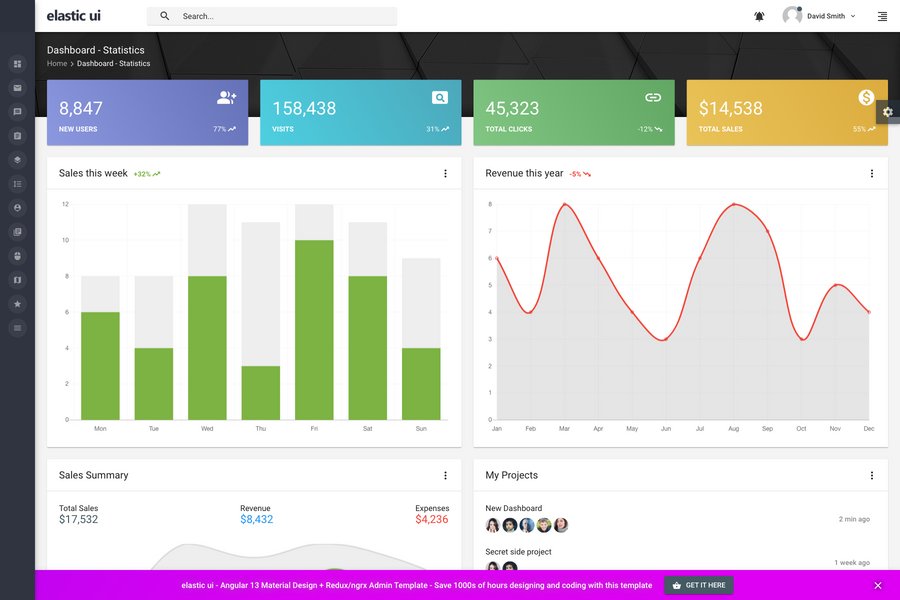 elastic ui
Search...
David Smith
Dashboard - Statistics
Home > Dashboard - Statistics
8,847
NEW USERS
77%
158,438
VISITS
31%
45,323
TOTAL CLICKS
-12%
$14,538
TOTAL SALES
55%
Sales this week +32%
12
10
8
6
4
2
0
Mon Tue Wed Thu Fri Sat Sun
Revenue this year -5%
8
7
6
5
4
3
2
1
0
Jan Feb Mar Apr May Jun Jul Aug Sep Oct Nov Dec
Sales Summary
Total Sales Revenue Expenses
$17,532 $8,432 $4,236
My Projects
New Dashboard
2 min ago
Secret side project
1 week ago
elastic ui - Angular 13 Material Design + Redux/ngrx Admin Template - Save 1000s of hours designing and coding with this template
GET IT HERE